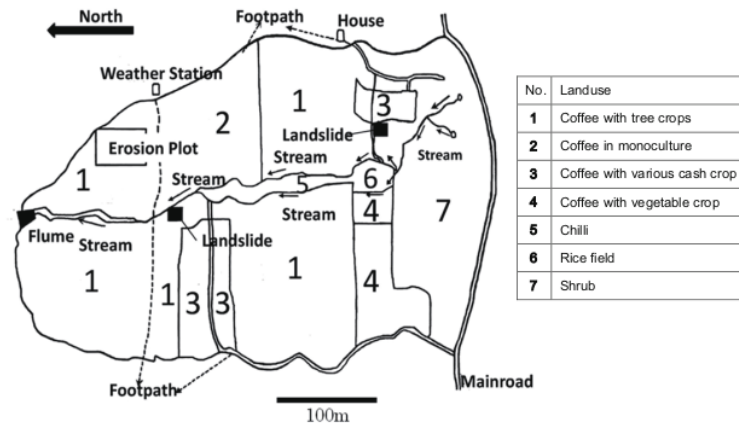 North
Footpath
House
Weather Station
1
3
2
Landslide
Erosion Plot
Stream
Stream
1
Stream
5
6
4
7
Flume
Stream
Landslide
Stream
1
1
3
3
1
4
Footpath
Mainroad
100m
No. Landuse
1 Coffee with tree crops
2 Coffee in monoculture
3 Coffee with various cash crop
4 Coffee with vegetable crop
5 Chilli
6 Rice field
7 Shrub